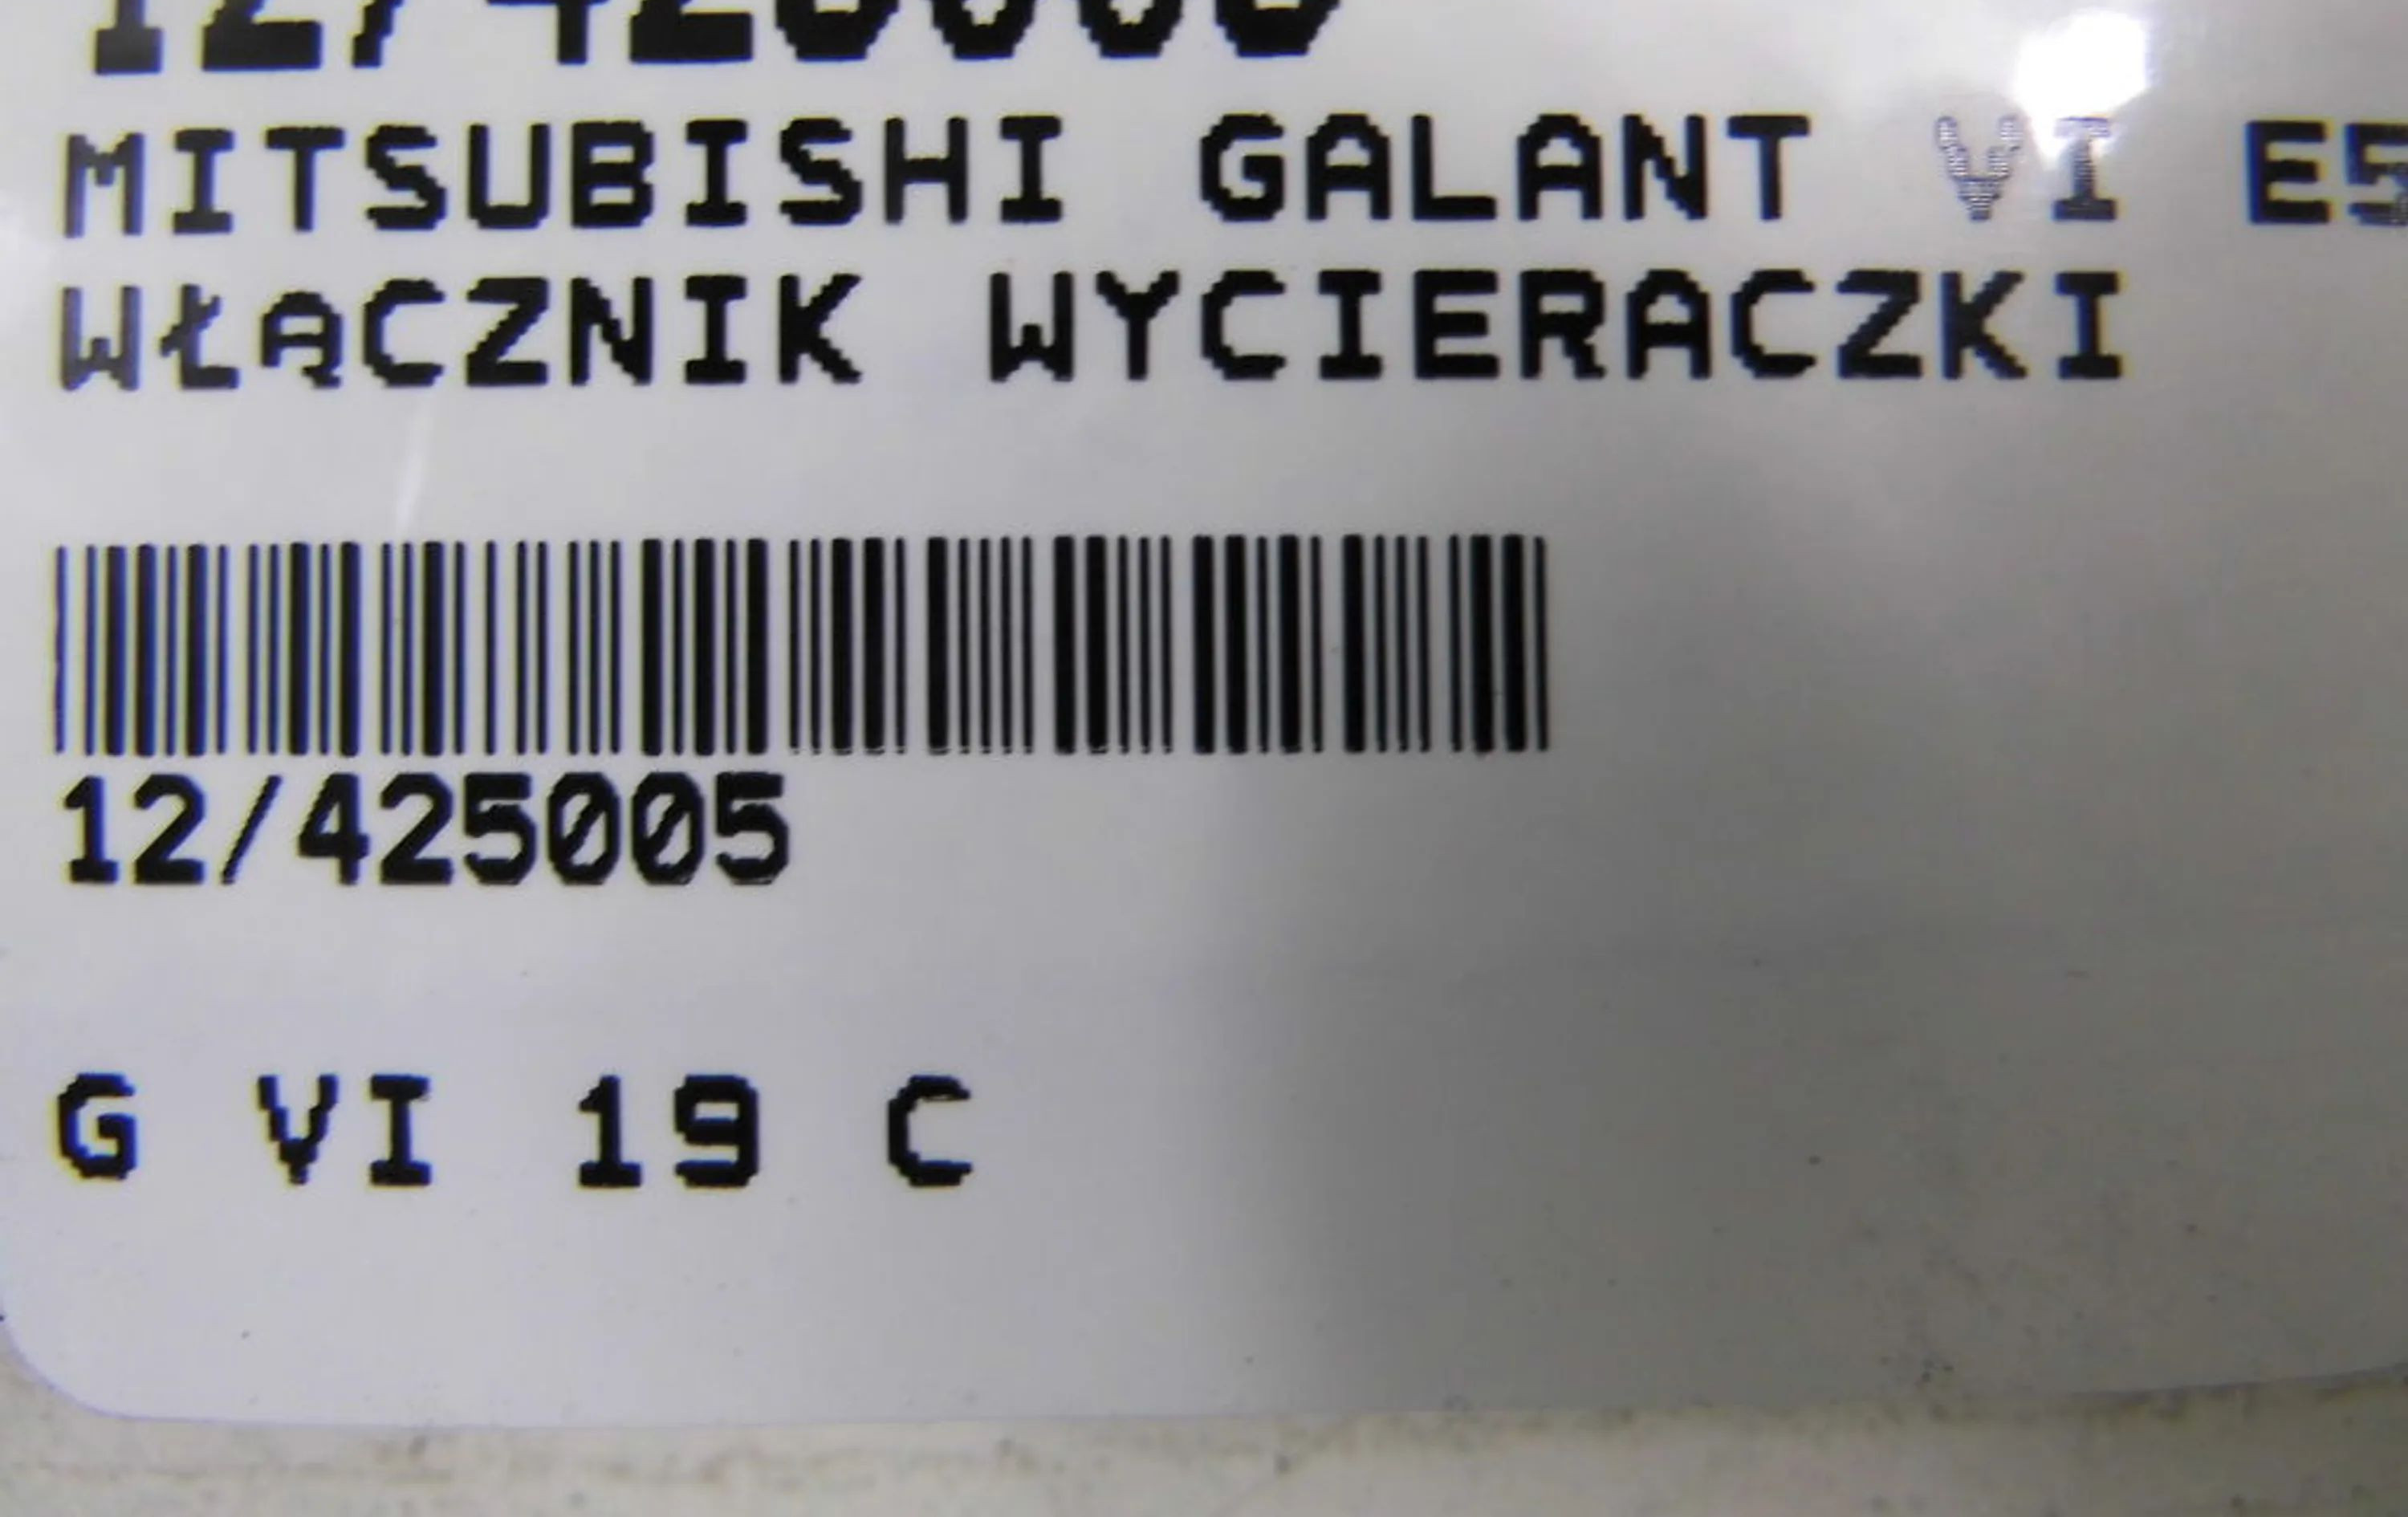 MITSUBISHI GALANT VI E5
WŁĄCZNIK WYCIERACZKI
12/425005
G VI 19 C